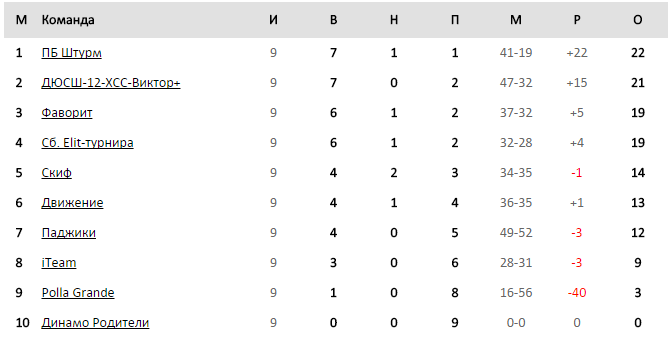 М Команда И В Н П М Р О
1 ПБ Штурм 9 7 1 1 41-19 +22 22
2 ДЮСШ-12-ХСС-Виктор+ 9 7 0 2 47-32 +15 21
3 Фаворит 9 6 1 2 37-32 +5 19
4 Сб. Elit-турнира 9 6 1 2 32-28 +4 19
5 Скиф 9 4 2 3 34-35 -1 14
6 Движение 9 4 1 4 36-35 +1 13
7 Паджики 9 4 0 5 49-52 -3 12
8 iTeam 9 3 0 6 28-31 -3 9
9 Polla Grande 9 1 0 8 16-56 -40 3
10 Динамо Родители 9 0 0 9 0-0 0 0